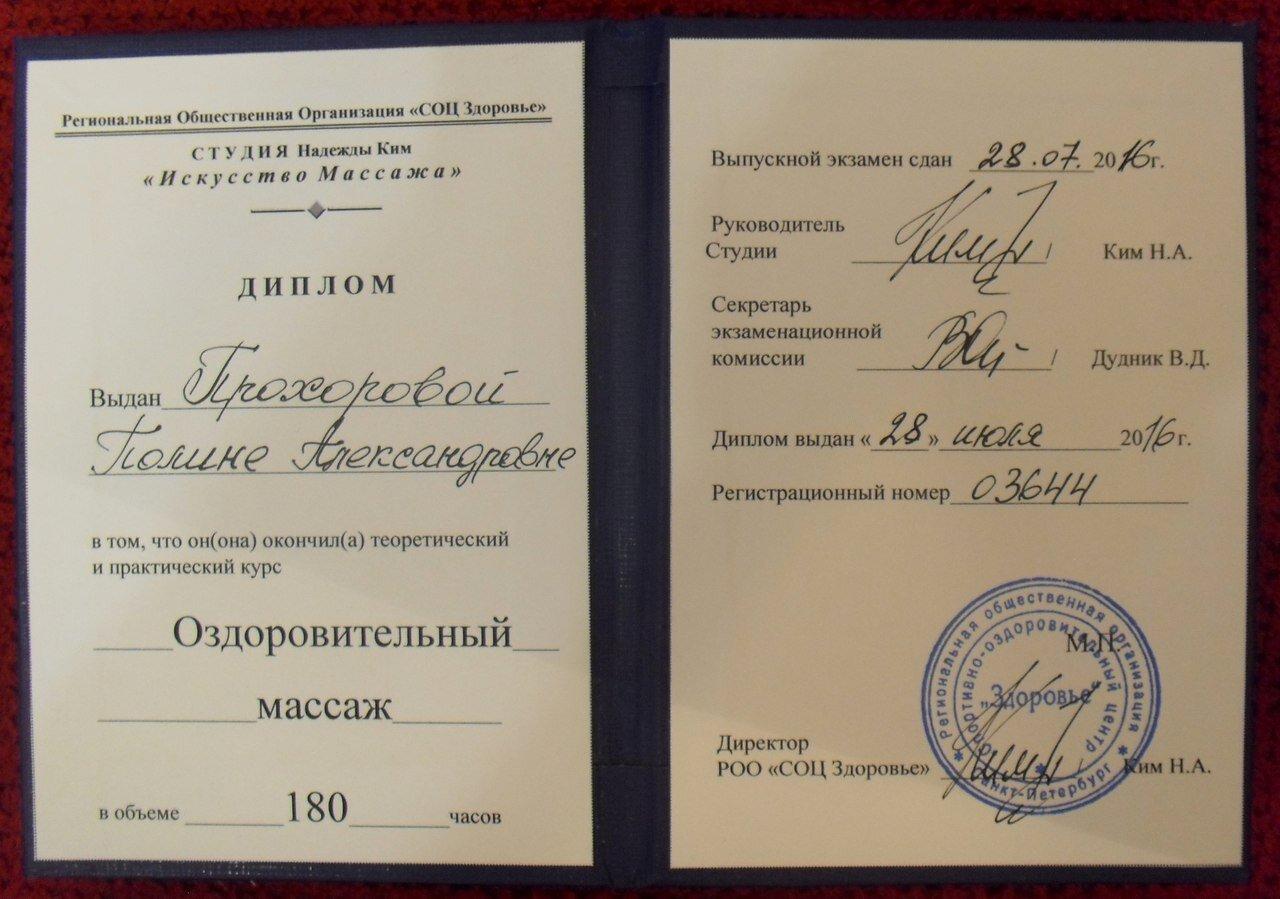 Региональная Общественная Организация «СОЦ Здоровье»
СТУДИЯ Надежды Ким
«Искусство Массажа»
ДИПЛОМ
Выдан Прохоровой
Полине Александровне
в том, что он(она) окончил(а) теоретический
и практический курс
Оздоровительный
массаж
в объеме 180 часов
Выпускной экзамен сдан 28.07.2016г.
Руководитель
Студии / Ким Н.А.
Секретарь
экзаменационной
комиссии / Дудник В.Д.
Диплом выдан «28» июля 2016г.
Регистрационный номер 03644
М.П.
Региональная общественная организация
спортивно-оздоровительный центр
„Здоровье“
Санкт-Петербург
Директор
РОО «СОЦ Здоровье» / Ким Н.А.